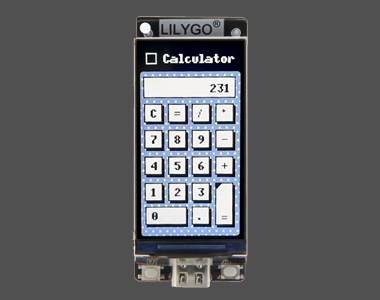 LILYGO®
Calculator
231
C = / *
7 8 9 -
4 5 6 +
1 2 3
0 . =